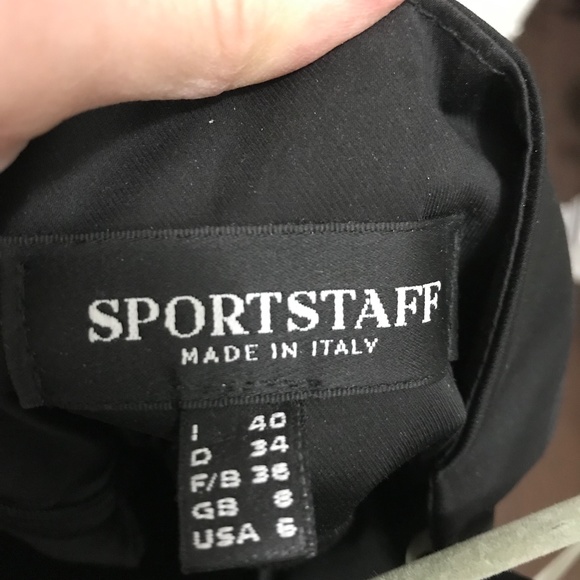 SPORTSTAFF
MADE IN ITALY
I 40
D 34
F/B 36
GB 8
USA 6